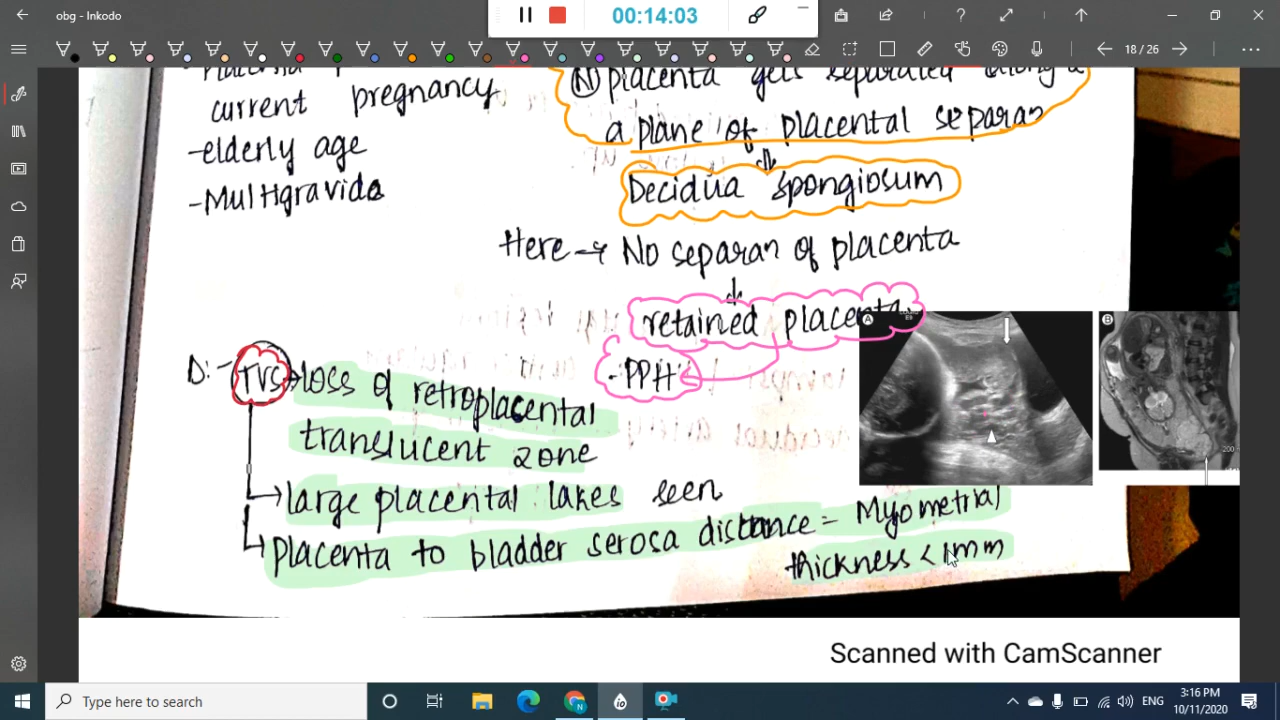 obg - Inkodo
00:14:03
18 / 26
current pregnancy
-elderly age
-Multigravida
(N) placenta gets separated along a
a plane of placental separan
Decidua spongiosum
Here → No separan of placenta
retained placenta
- PPH
D:- TVS → loss of retroplacental
translucent zone
→ large placental lakes seen
→ Placenta to bladder serosa distance = Myometrial
thickness < 1mm
A
B
E9
200
Scanned with CamScanner
Type here to search
ENG
3:16 PM
10/11/2020